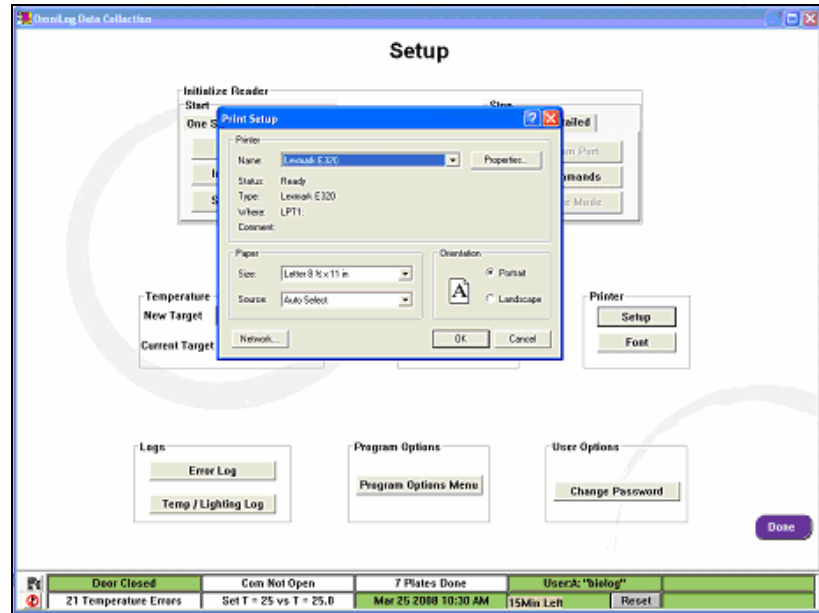 OmniLog Data Collection
Setup
Initialize Reader
Start
One S
Print Setup
ailed
Printer
Name: Lexmark E320
Properties...
Status: Ready
Type: Lexmark E320
Where: LPT1:
Comment:
mmands
e Mode
Paper
Size: Letter 8 ½ x 11 in
Source: Auto Select
Orientation
Portrait
Landscape
A
Network...
OK
Cancel
Temperature
New Target
Current Target
Printer
Setup
Font
Logs
Error Log
Temp / Lighting Log
Program Options
Program Options Menu
User Options
Change Password
Done
Door Closed
Com Not Open
7 Plates Done
User:A: "biolog"
21 Temperature Errors
Set T = 25 vs T = 25.0
Mar 25 2008 10:30 AM
15Min Left
Reset